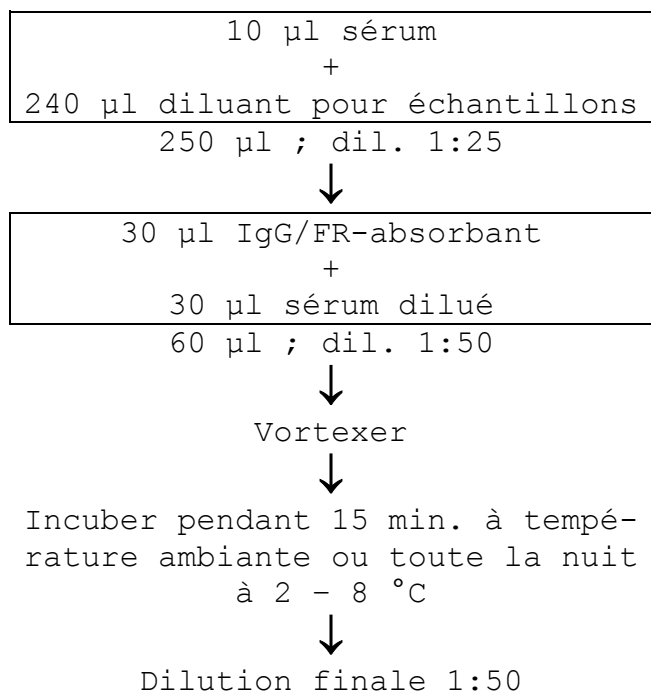 10 µl sérum
+
240 µl diluant pour échantillons
250 µl ; dil. 1:25
↓
30 µl IgG/FR-absorbant
+
30 µl sérum dilué
60 µl ; dil. 1:50
↓
Vortexer
↓
Incuber pendant 15 min. à tempé-
rature ambiante ou toute la nuit
à 2 – 8 °C
↓
Dilution finale 1:50